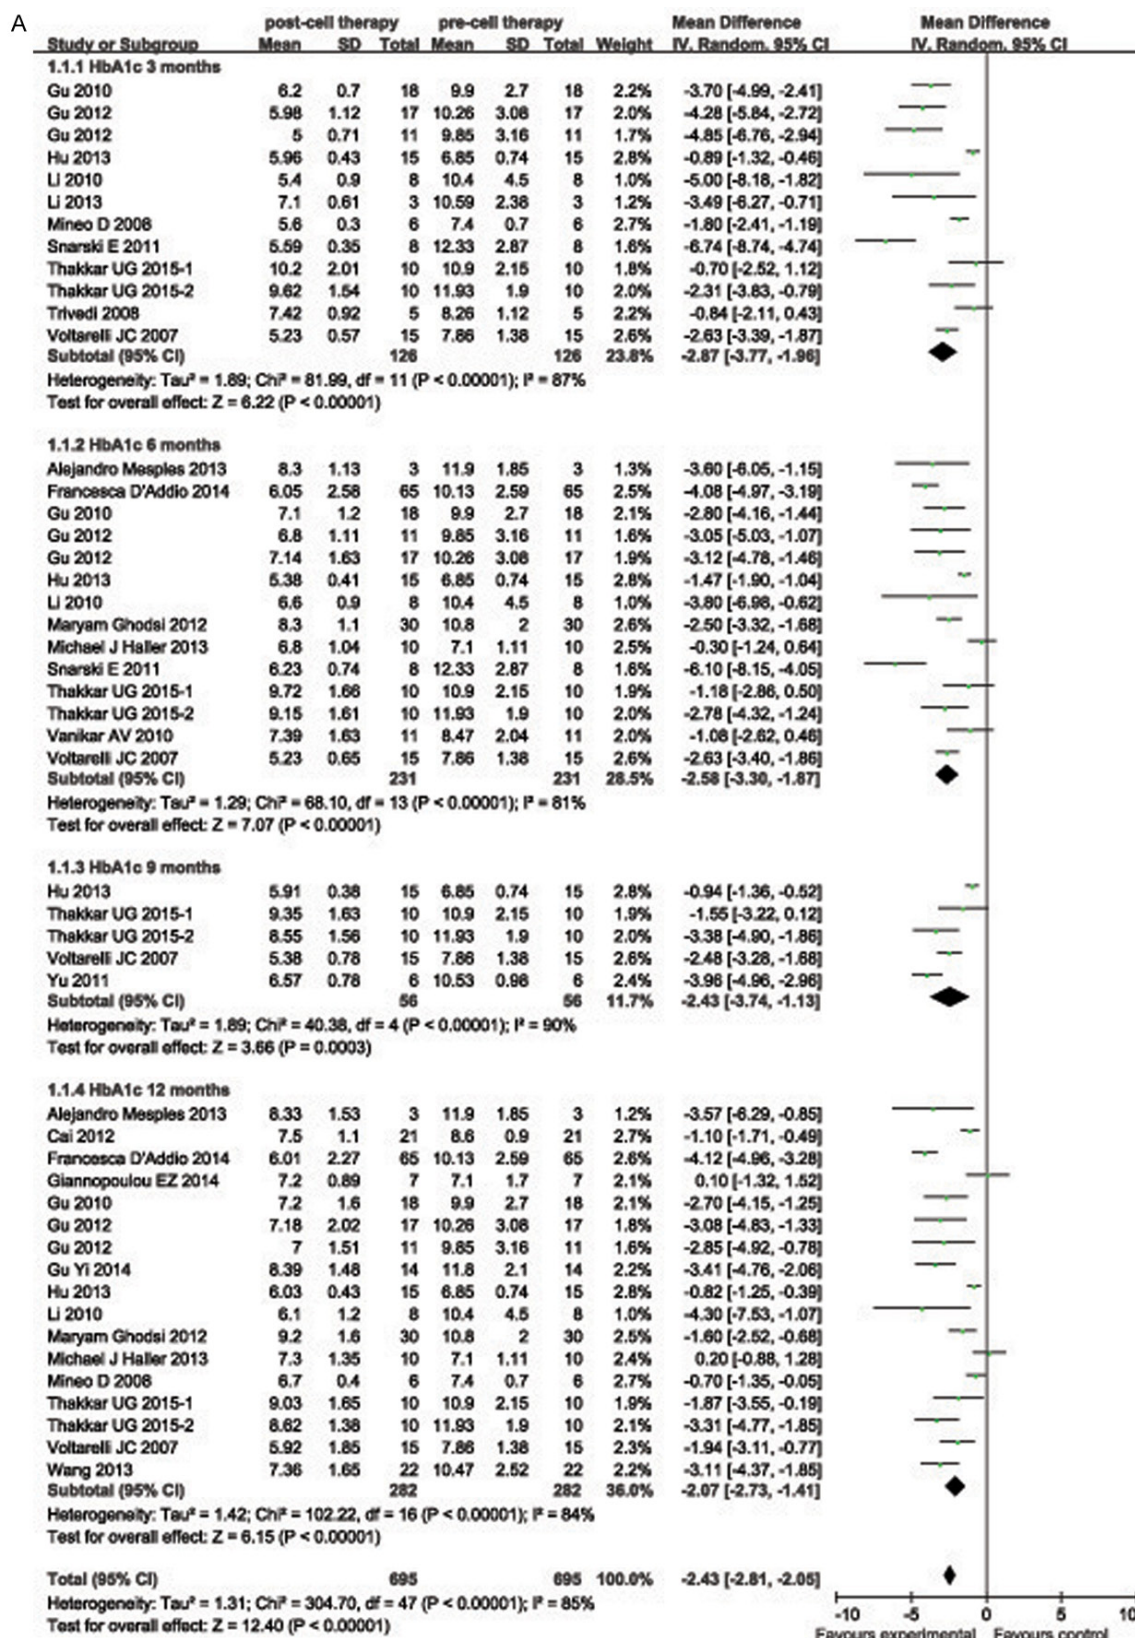 A
post-cell therapy pre-cell therapy Mean Difference Mean Difference
Study or Subgroup Mean SD Total Mean SD Total Weight IV, Random, 95% CI IV, Random, 95% CI
1.1.1 HbA1c 3 months
Gu 2010 6.2 0.7 18 9.9 2.7 18 2.2% -3.70 [-4.99, -2.41]
Gu 2012 5.98 1.12 17 10.26 3.08 17 2.0% -4.28 [-5.84, -2.72]
Gu 2012 5 0.71 11 9.85 3.16 11 1.7% -4.85 [-6.76, -2.94]
Hu 2013 5.96 0.43 15 6.85 0.74 15 2.8% -0.89 [-1.32, -0.46]
Li 2010 5.4 0.9 8 10.4 4.5 8 1.0% -5.00 [-8.18, -1.82]
Li 2013 7.1 0.61 3 10.59 2.38 3 1.2% -3.49 [-6.27, -0.71]
Mineo D 2008 5.6 0.3 6 7.4 0.7 6 2.7% -1.80 [-2.41, -1.19]
Snarski E 2011 5.59 0.35 8 12.33 2.87 8 1.6% -6.74 [-8.74, -4.74]
Thakkar UG 2015-1 10.2 2.01 10 10.9 2.15 10 1.8% -0.70 [-2.52, 1.12]
Thakkar UG 2015-2 9.62 1.54 10 11.93 1.9 10 2.0% -2.31 [-3.83, -0.79]
Trivedi 2008 7.42 0.92 5 8.26 1.12 5 2.2% -0.84 [-2.11, 0.43]
Voltarelli JC 2007 5.23 0.57 15 7.86 1.38 15 2.6% -2.63 [-3.39, -1.87]
Subtotal (95% CI) 126 126 23.8% -2.87 [-3.77, -1.96]
Heterogeneity: Tau² = 1.89; Chi² = 81.99, df = 11 (P < 0.00001); I² = 87%
Test for overall effect: Z = 6.22 (P < 0.00001)
1.1.2 HbA1c 6 months
Alejandro Mesples 2013 8.3 1.13 3 11.9 1.85 3 1.3% -3.60 [-6.05, -1.15]
Francesca D'Addio 2014 6.05 2.58 65 10.13 2.59 65 2.5% -4.08 [-4.97, -3.19]
Gu 2010 7.1 1.2 18 9.9 2.7 18 2.1% -2.80 [-4.16, -1.44]
Gu 2012 6.8 1.11 11 9.85 3.16 11 1.6% -3.05 [-5.03, -1.07]
Gu 2012 7.14 1.63 17 10.26 3.08 17 1.9% -3.12 [-4.78, -1.46]
Hu 2013 5.38 0.41 15 6.85 0.74 15 2.8% -1.47 [-1.90, -1.04]
Li 2010 6.6 0.9 8 10.4 4.5 8 1.0% -3.80 [-6.98, -0.62]
Maryam Ghodsi 2012 8.3 1.1 30 10.8 2 30 2.6% -2.50 [-3.32, -1.68]
Michael J Haller 2013 6.8 1.04 10 7.1 1.11 10 2.5% -0.30 [-1.24, 0.64]
Snarski E 2011 6.23 0.74 8 12.33 2.87 8 1.6% -6.10 [-8.15, -4.05]
Thakkar UG 2015-1 9.72 1.66 10 10.9 2.15 10 1.9% -1.18 [-2.86, 0.50]
Thakkar UG 2015-2 9.15 1.61 10 11.93 1.9 10 2.0% -2.78 [-4.32, -1.24]
Vanikar AV 2010 7.39 1.63 11 8.47 2.04 11 2.0% -1.08 [-2.62, 0.46]
Voltarelli JC 2007 5.23 0.65 15 7.86 1.38 15 2.6% -2.63 [-3.40, -1.86]
Subtotal (95% CI) 231 231 28.5% -2.58 [-3.30, -1.87]
Heterogeneity: Tau² = 1.29; Chi² = 68.10, df = 13 (P < 0.00001); I² = 81%
Test for overall effect: Z = 7.07 (P < 0.00001)
1.1.3 HbA1c 9 months
Hu 2013 5.91 0.38 15 6.85 0.74 15 2.8% -0.94 [-1.36, -0.52]
Thakkar UG 2015-1 9.35 1.63 10 10.9 2.15 10 1.9% -1.55 [-3.22, 0.12]
Thakkar UG 2015-2 8.55 1.56 10 11.93 1.9 10 2.0% -3.38 [-4.90, -1.86]
Voltarelli JC 2007 5.38 0.78 15 7.86 1.38 15 2.6% -2.48 [-3.28, -1.68]
Yu 2011 6.57 0.78 6 10.53 0.98 6 2.4% -3.96 [-4.96, -2.96]
Subtotal (95% CI) 56 56 11.7% -2.43 [-3.74, -1.13]
Heterogeneity: Tau² = 1.89; Chi² = 40.38, df = 4 (P < 0.00001); I² = 90%
Test for overall effect: Z = 3.66 (P = 0.0003)
1.1.4 HbA1c 12 months
Alejandro Mesples 2013 8.33 1.53 3 11.9 1.85 3 1.2% -3.57 [-6.29, -0.85]
Cai 2012 7.5 1.1 21 8.6 0.9 21 2.7% -1.10 [-1.71, -0.49]
Francesca D'Addio 2014 6.01 2.27 65 10.13 2.59 65 2.6% -4.12 [-4.96, -3.28]
Giannopoulou EZ 2014 7.2 0.89 7 7.1 1.7 7 2.1% 0.10 [-1.32, 1.52]
Gu 2010 7.2 1.6 18 9.9 2.7 18 2.1% -2.70 [-4.15, -1.25]
Gu 2012 7.18 2.02 17 10.26 3.08 17 1.8% -3.08 [-4.83, -1.33]
Gu 2012 7 1.51 11 9.85 3.16 11 1.6% -2.85 [-4.92, -0.78]
Gu Yi 2014 8.39 1.48 14 11.8 2.1 14 2.2% -3.41 [-4.76, -2.06]
Hu 2013 6.03 0.43 15 6.85 0.74 15 2.8% -0.82 [-1.25, -0.39]
Li 2010 6.1 1.2 8 10.4 4.5 8 1.0% -4.30 [-7.53, -1.07]
Maryam Ghodsi 2012 9.2 1.6 30 10.8 2 30 2.5% -1.60 [-2.52, -0.68]
Michael J Haller 2013 7.3 1.35 10 7.1 1.11 10 2.4% 0.20 [-0.88, 1.28]
Mineo D 2008 6.7 0.4 6 7.4 0.7 6 2.7% -0.70 [-1.35, -0.05]
Thakkar UG 2015-1 9.03 1.65 10 10.9 2.15 10 1.9% -1.87 [-3.55, -0.19]
Thakkar UG 2015-2 8.62 1.38 10 11.93 1.9 10 2.1% -3.31 [-4.77, -1.85]
Voltarelli JC 2007 5.92 1.85 15 7.86 1.38 15 2.3% -1.94 [-3.11, -0.77]
Wang 2013 7.36 1.65 22 10.47 2.52 22 2.2% -3.11 [-4.37, -1.85]
Subtotal (95% CI) 282 282 36.0% -2.07 [-2.73, -1.41]
Heterogeneity: Tau² = 1.42; Chi² = 102.22, df = 16 (P < 0.00001); I² = 84%
Test for overall effect: Z = 6.15 (P < 0.00001)
Total (95% CI) 695 695 100.0% -2.43 [-2.81, -2.05]
Heterogeneity: Tau² = 1.31; Chi² = 304.70, df = 47 (P < 0.00001); I² = 85%
Test for overall effect: Z = 12.40 (P < 0.00001)
-10 -5 0 5 10
Favours experimental Favours control